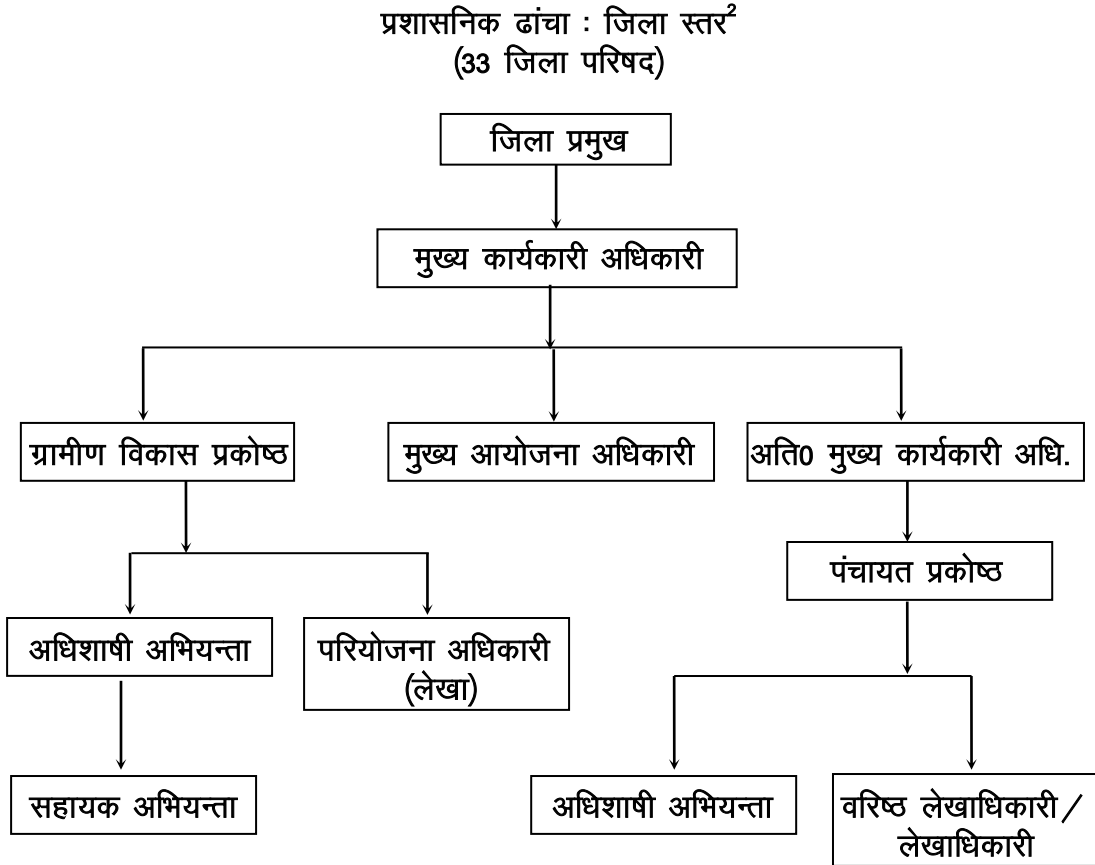 प्रशासनिक ढांचा : जिला स्तर²
(33 जिला परिषद)
जिला प्रमुख
मुख्य कार्यकारी अधिकारी
ग्रामीण विकास प्रकोष्ठ
मुख्य आयोजना अधिकारी
अति0 मुख्य कार्यकारी अधि.
पंचायत प्रकोष्ठ
अधिशाषी अभियन्ता
परियोजना अधिकारी
(लेखा)
सहायक अभियन्ता
अधिशाषी अभियन्ता
वरिष्ठ लेखाधिकारी/
लेखाधिकारी